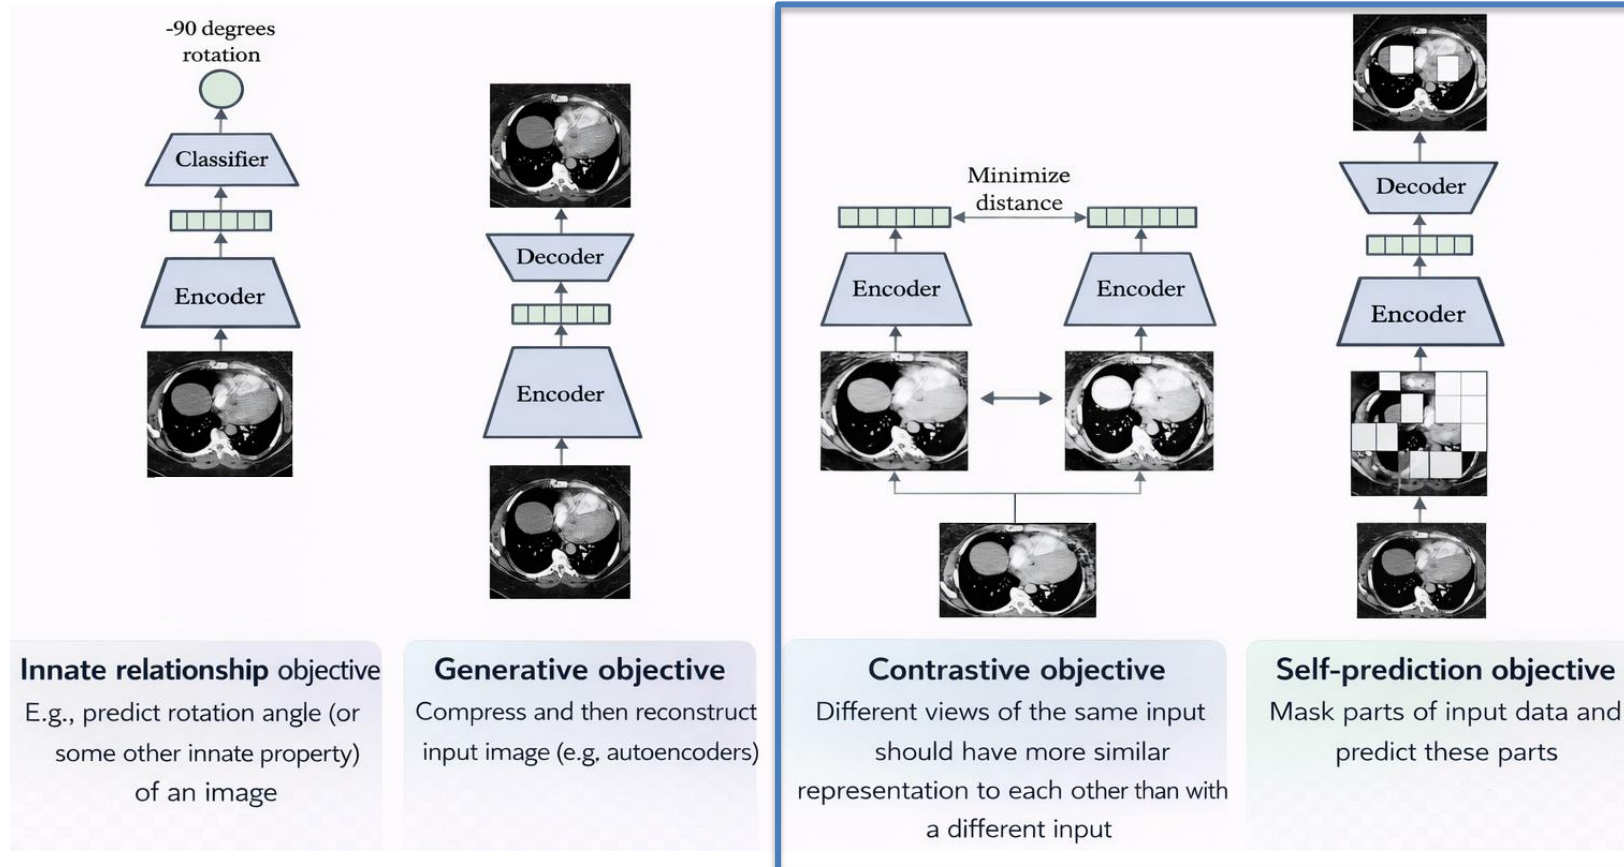 -90 degrees
rotation
Classifier
Encoder
Innate relationship objective
E.g., predict rotation angle (or
some other innate property)
of an image
Decoder
Encoder
Generative objective
Compress and then reconstruct
input image (e.g, autoencoders)
Minimize
distance
Encoder
Encoder
Contrastive objective
Different views of the same input
should have more similar
representation to each other than with
a different input
Decoder
Encoder
Self-prediction objective
Mask parts of input data and
predict these parts